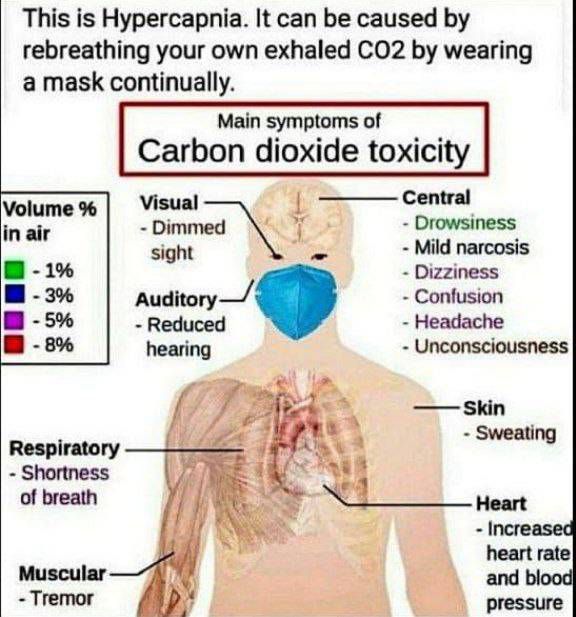 This is Hypercapnia. It can be caused by
rebreathing your own exhaled CO2 by wearing
a mask continually.
Main symptoms of
Carbon dioxide toxicity
Volume %
in air
- 1%
- 3%
- 5%
- 8%
Visual
- Dimmed
sight
Auditory
- Reduced
hearing
Central
- Drowsiness
- Mild narcosis
- Dizziness
- Confusion
- Headache
- Unconsciousness
Skin
- Sweating
Respiratory
- Shortness
of breath
Heart
- Increased
heart rate
and blood
pressure
Muscular
- Tremor